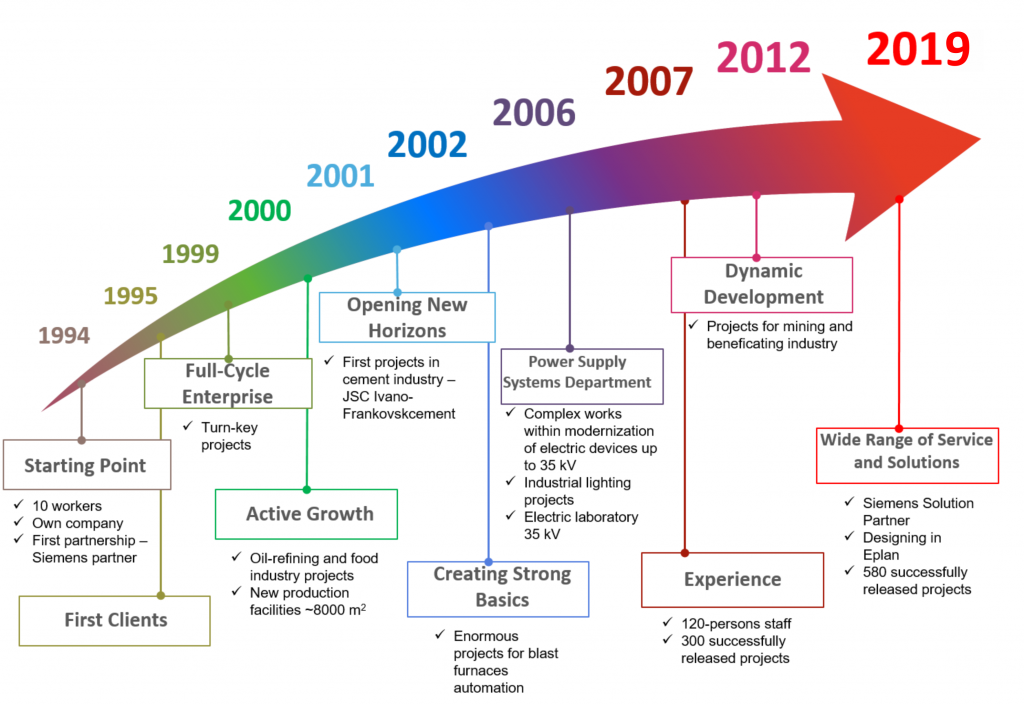 1994
1995
1999
2000
2001
2002
2006
2007
2012
2019
Starting Point
✓ 10 workers
✓ Own company
✓ First partnership –
Siemens partner
First Clients
Full-Cycle
Enterprise
✓ Turn-key
projects
Active Growth
✓ Oil-refining and food
industry projects
✓ New production
facilities ~8000 m²
Opening New
Horizons
✓ First projects in
cement industry –
JSC Ivano-
Frankovskcement
Creating Strong
Basics
✓ Enormous
projects for blast
furnaces
automation
Power Supply
Systems Department
✓ Complex works
within modernization
of electric devices up
to 35 kV
✓ Industrial lighting
projects
✓ Electric laboratory
35 kV
Experience
✓ 120-persons staff
✓ 300 successfully
released projects
Dynamic
Development
✓ Projects for mining and
beneficating industry
Wide Range of Service
and Solutions
✓ Siemens Solution
Partner
✓ Designing in
Eplan
✓ 580 successfully
released projects